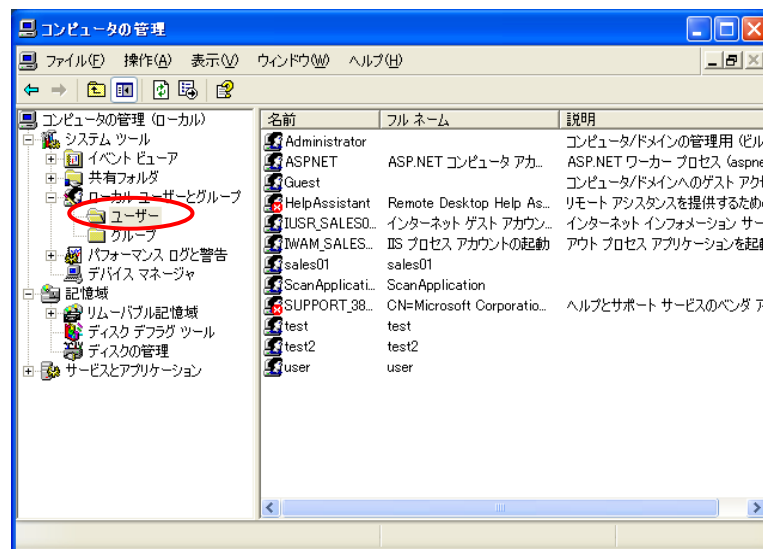 コンピュータの管理
ファイル(F) 操作(A) 表示(V) ウィンドウ(W) ヘルプ(H)
コンピュータの管理 (ローカル)
システム ツール
イベント ビューア
共有フォルダ
ローカル ユーザーとグループ
ユーザー
グループ
パフォーマンス ログと警告
デバイス マネージャ
記憶域
リムーバブル記憶域
ディスク デフラグ ツール
ディスクの管理
サービスとアプリケーション
名前 フル ネーム 説明
Administrator コンピュータ/ドメインの管理用 (ビル
ASPNET ASP.NET コンピュータ アカ... ASP.NET ワーカー プロセス (aspne
Guest コンピュータ/ドメインへのゲスト アクセ
HelpAssistant Remote Desktop Help As... リモート アシスタンスを提供するため
IUSR_SALES0... インターネット ゲスト アカウン... インターネット インフォメーション サー
IWAM_SALES... IIS プロセス アカウントの起動 アウト プロセス アプリケーションを起
sales01 sales01
ScanApplicati... ScanApplication
SUPPORT_38... CN=Microsoft Corporatio... ヘルプとサポート サービスのベンダ ア
test test
test2 test2
user user